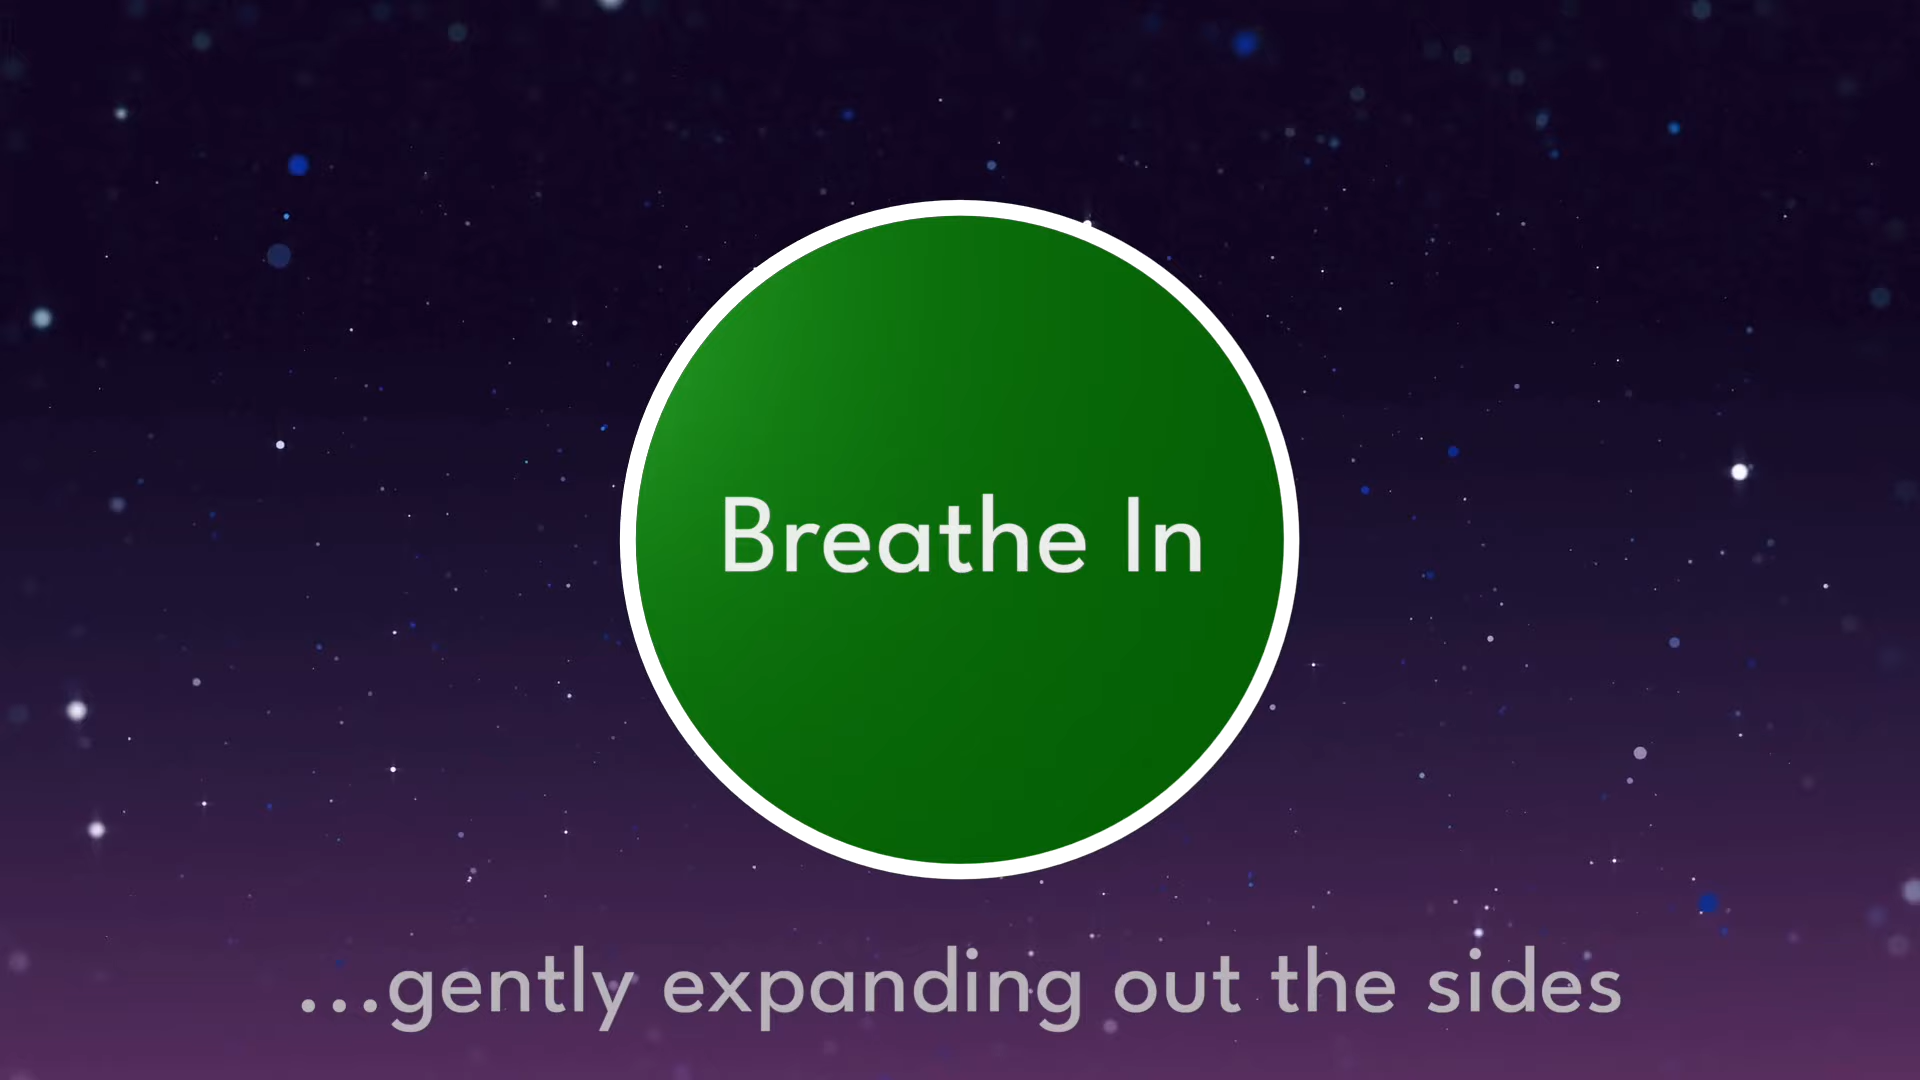 Breathe In
...gently expanding out the sides